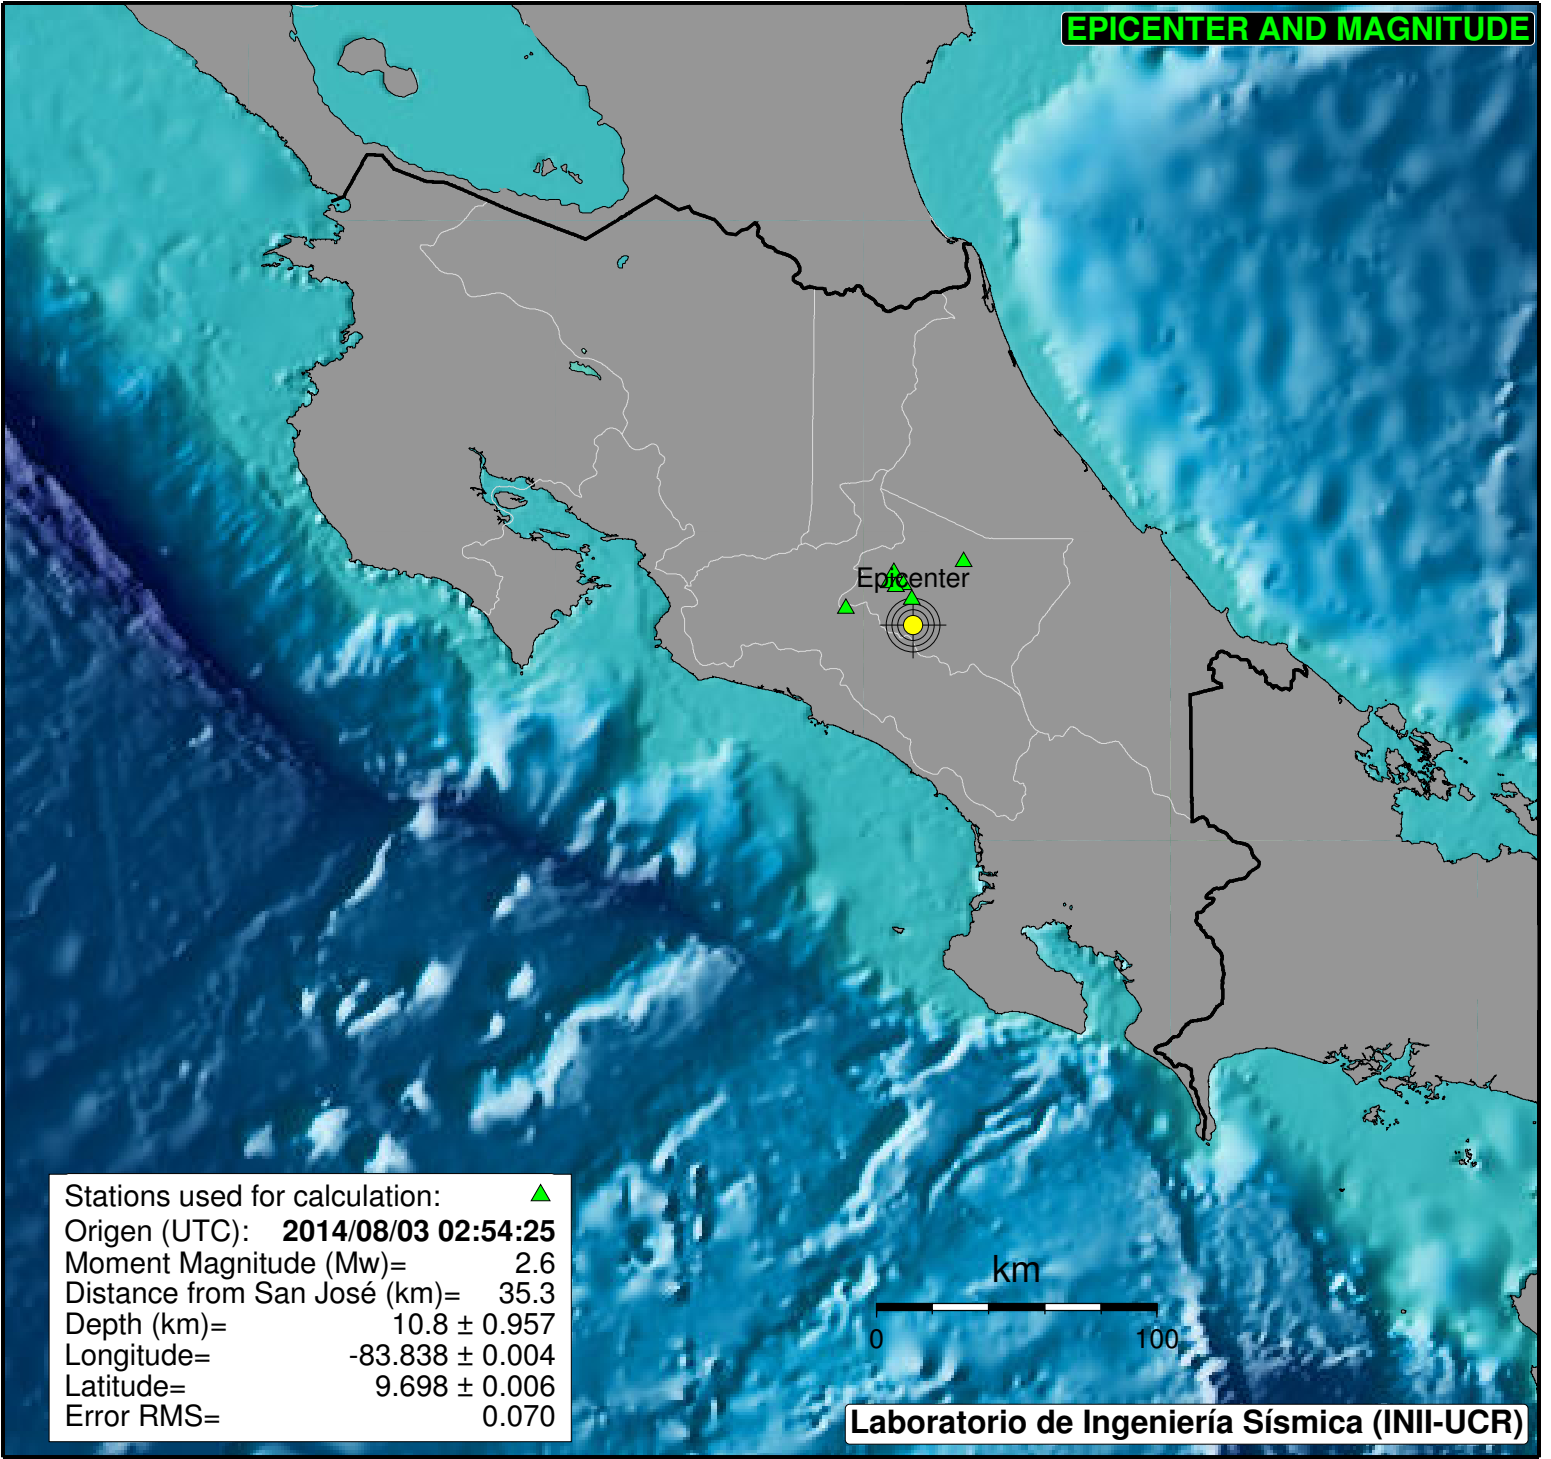 EPICENTER AND MAGNITUDE
Epicenter
Stations used for calculation:
Origen (UTC): 2014/08/03 02:54:25
Moment Magnitude (Mw)= 2.6
Distance from San José (km)= 35.3
Depth (km)= 10.8 ± 0.957
Longitude= -83.838 ± 0.004
Latitude= 9.698 ± 0.006
Error RMS= 0.070
km
0 100
Laboratorio de Ingeniería Sísmica (INII-UCR)